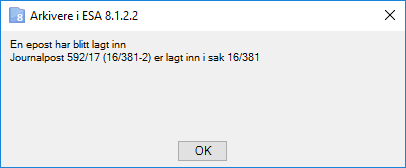 Arkivere i ESA 8.1.2.2
En epost har blitt lagt inn
Journalpost 592/17 (16/381-2) er lagt inn i sak 16/381
OK